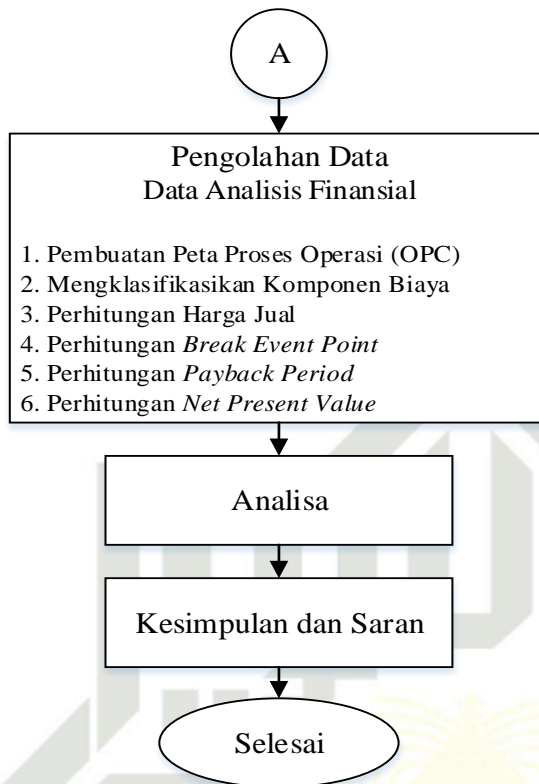 A
Pengolahan Data
Data Analisis Finansial
1. Pembuatan Peta Proses Operasi (OPC)
2. Mengklasifikasikan Komponen Biaya
3. Perhitungan Harga Jual
4. Perhitungan Break Event Point
5. Perhitungan Payback Period
6. Perhitungan Net Present Value
Analisa
Kesimpulan dan Saran
Selesai